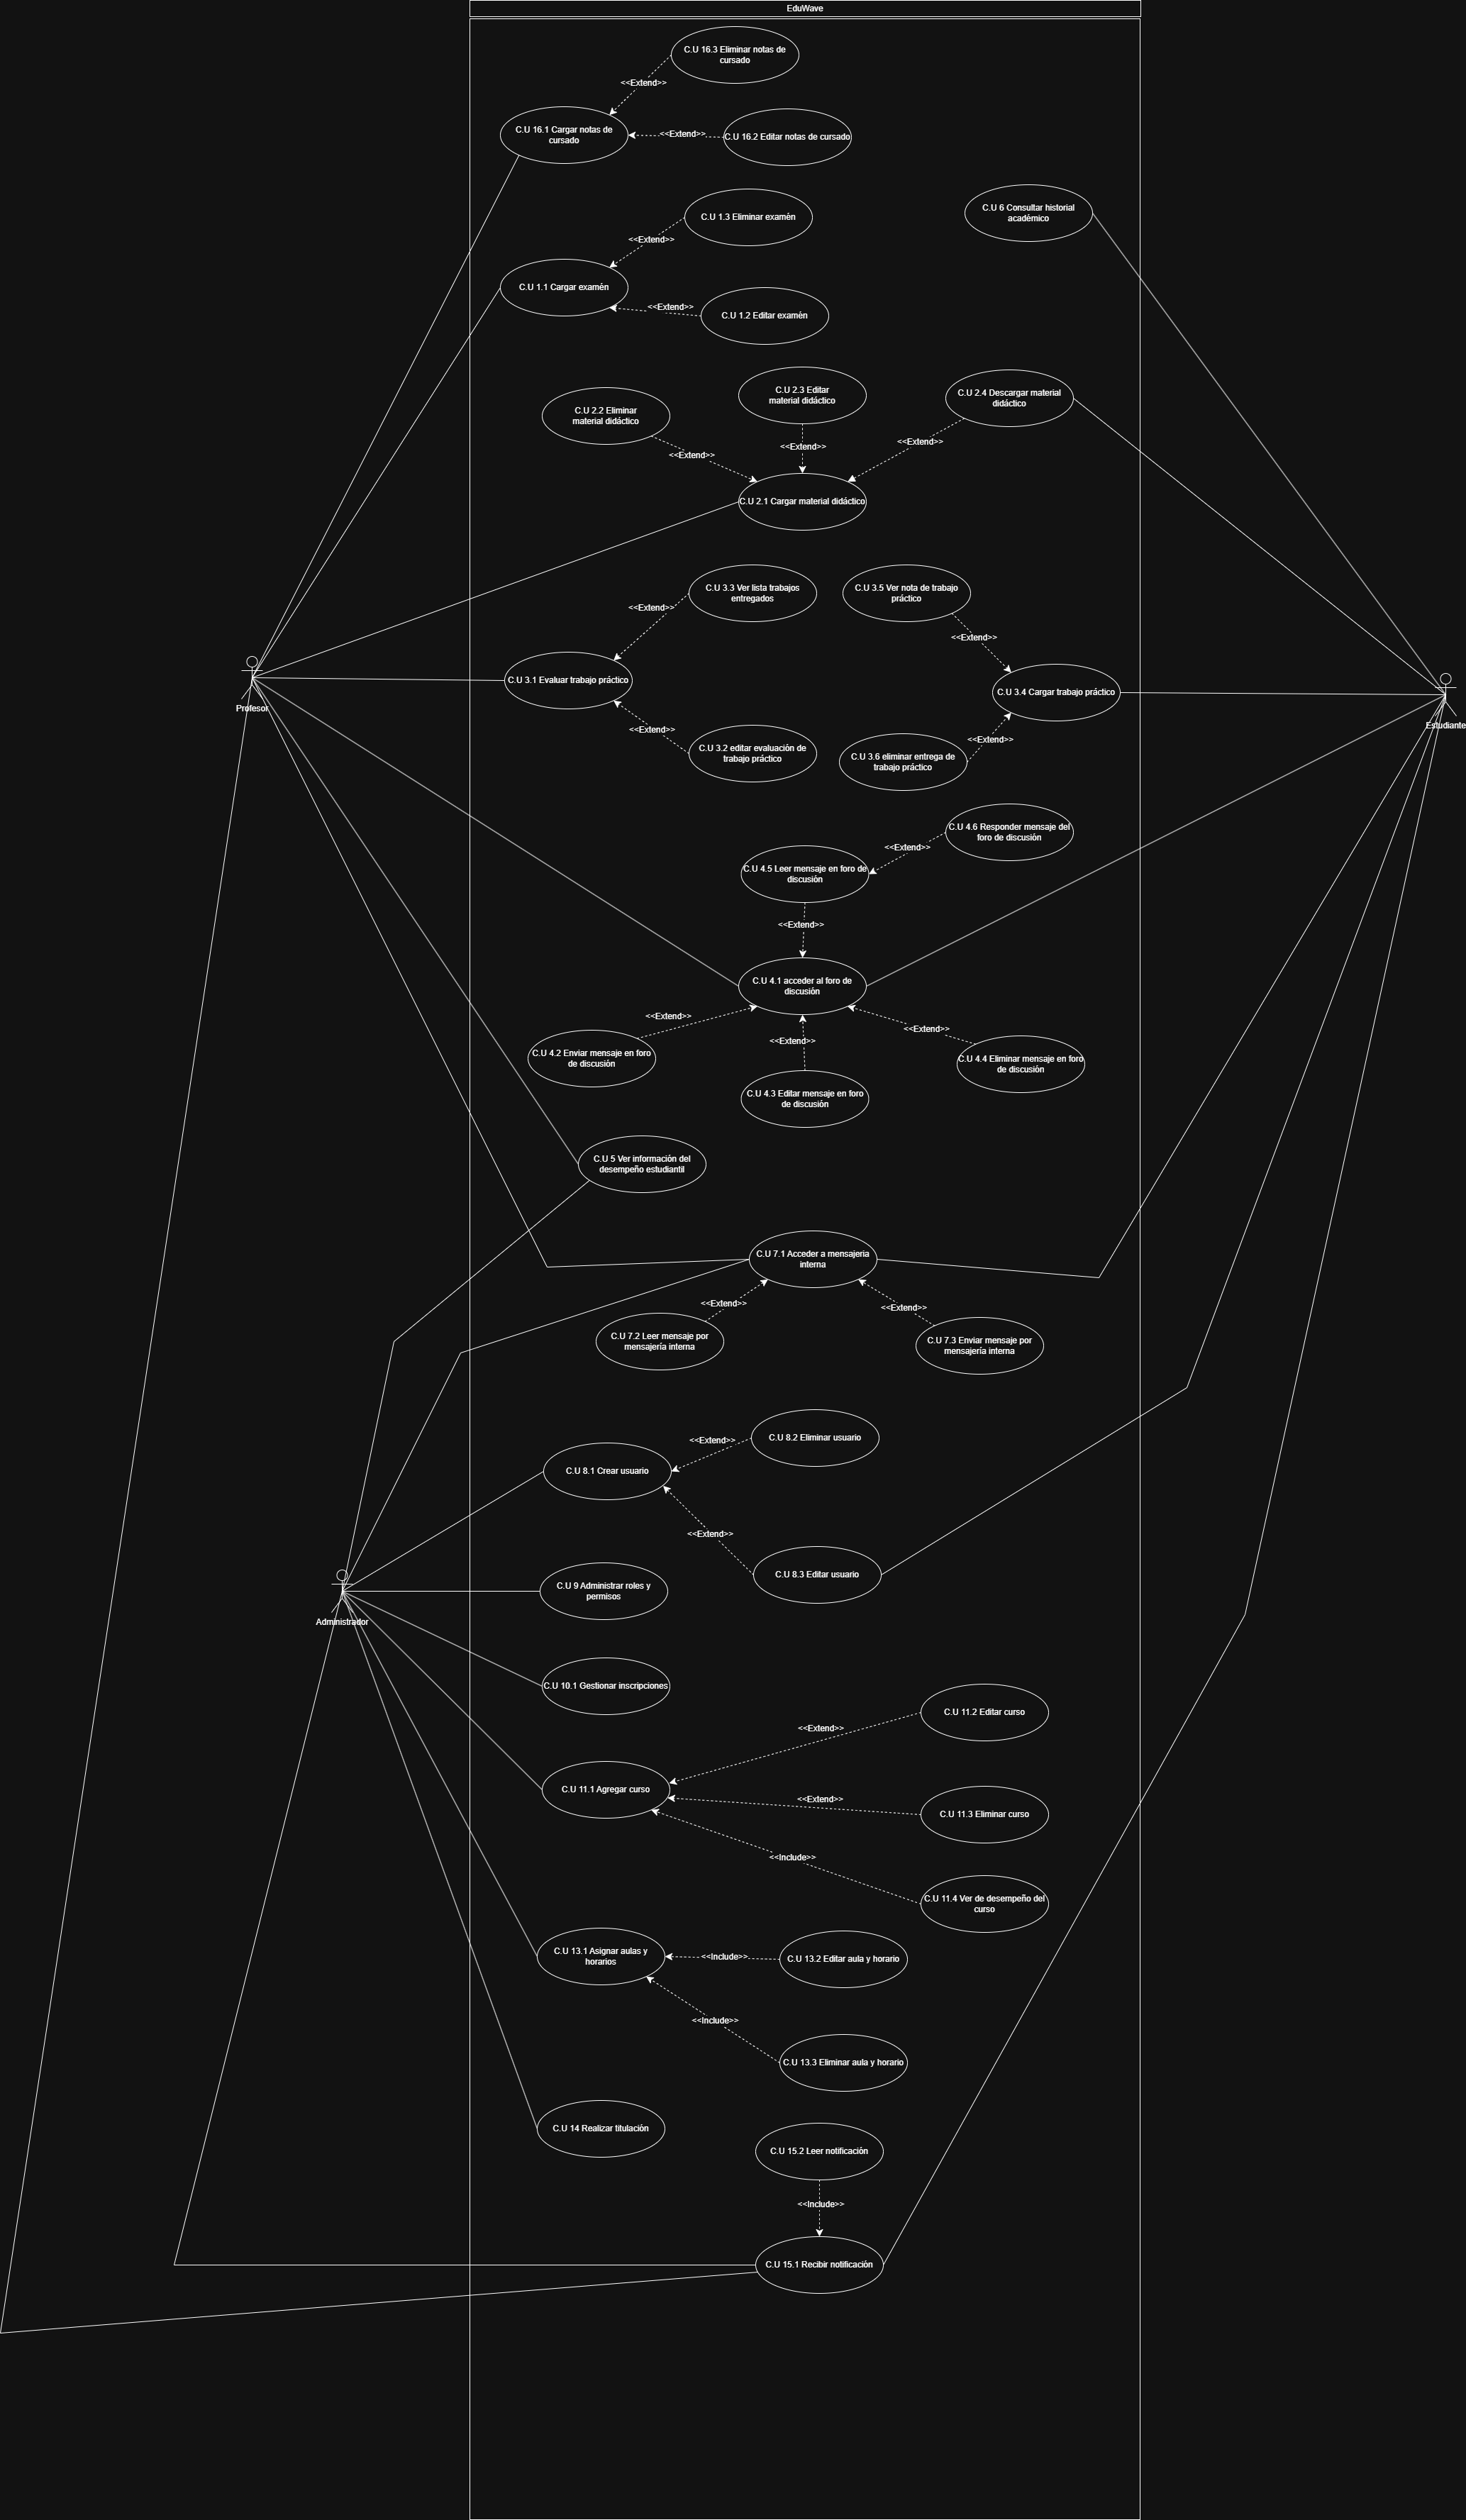 EduWave
C.U 16.3 Eliminar notas de
cursado
<<Extend>>
C.U 16.1 Cargar notas de
cursado
<<Extend>>
C.U 16.2 Editar notas de cursado
C.U 6 Consultar historial
académico
C.U 1.3 Eliminar examén
<<Extend>>
C.U 1.1 Cargar examén
<<Extend>>
C.U 1.2 Editar examén
C.U 2.2 Eliminar
material didáctico
C.U 2.3 Editar
material didáctico
C.U 2.4 Descargar material
didáctico
<<Extend>>
<<Extend>>
<<Extend>>
C.U 2.1 Cargar material didáctico
C.U 3.3 Ver lista trabajos
entregados
C.U 3.5 Ver nota de trabajo
práctico
<<Extend>>
<<Extend>>
C.U 3.1 Evaluar trabajo práctico
C.U 3.4 Cargar trabajo práctico
Profesor
Estudiante
<<Extend>>
<<Extend>>
C.U 3.2 editar evaluación de
trabajo práctico
C.U 3.6 eliminar entrega de
trabajo práctico
C.U 4.6 Responder mensaje del
foro de discusión
<<Extend>>
C.U 4.5 Leer mensaje en foro de
discusión
<<Extend>>
C.U 4.1 acceder al foro de
discusión
<<Extend>>
<<Extend>>
<<Extend>>
C.U 4.2 Enviar mensaje en foro
de discusión
C.U 4.4 Eliminar mensaje en foro
de discusión
C.U 4.3 Editar mensaje en foro
de discusión
C.U 5 Ver información del
desempeño estudiantil
C.U 7.1 Acceder a mensajeria
interna
<<Extend>>
<<Extend>>
C.U 7.2 Leer mensaje por
mensajería interna
C.U 7.3 Enviar mensaje por
mensajería interna
C.U 8.2 Eliminar usuario
<<Extend>>
C.U 8.1 Crear usuario
<<Extend>>
C.U 8.3 Editar usuario
C.U 9 Administrar roles y
permisos
Administrador
C.U 10.1 Gestionar inscripciones
C.U 11.2 Editar curso
<<Extend>>
C.U 11.1 Agregar curso
<<Extend>>
C.U 11.3 Eliminar curso
<<Include>>
C.U 11.4 Ver de desempeño del
curso
C.U 13.1 Asignar aulas y
horarios
<<Include>>
C.U 13.2 Editar aula y horario
<<Include>>
C.U 13.3 Eliminar aula y horario
C.U 14 Realizar titulación
C.U 15.2 Leer notificación
<<Include>>
C.U 15.1 Recibir notificación